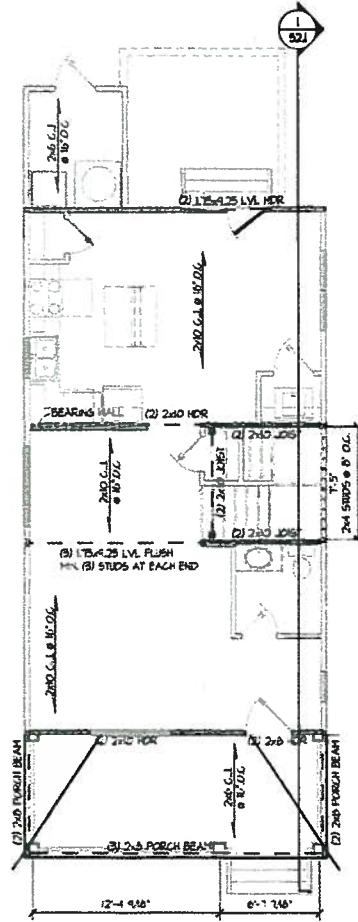 1
S2.1
2x6 C.J.
@ 16" O.C.
(2) 1.75x9.25 LVL HDR
2x10 C.J. @ 16" O.C.
BEARING WALL
(2) 2x10 HDR
2x10 C.J.
@ 16" O.C.
(2) 2x10 JOIST
(2) 2x10 JOIST
(2) 2x10 JOIST
7'-5"
2x4 STUDS @ 8" O.C.
(3) 1.75x9.25 LVL FLUSH
MIN. (3) STUDS AT EACH END
2x10 C.J. @ 16" O.C.
(2) 2x10 HDR
HDR
(2) 2x8 PORCH BEAM
2x6 C.J.
@ 16" O.C.
(2) 2x8 PORCH BEAM
(3) 2x8 PORCH BEAM